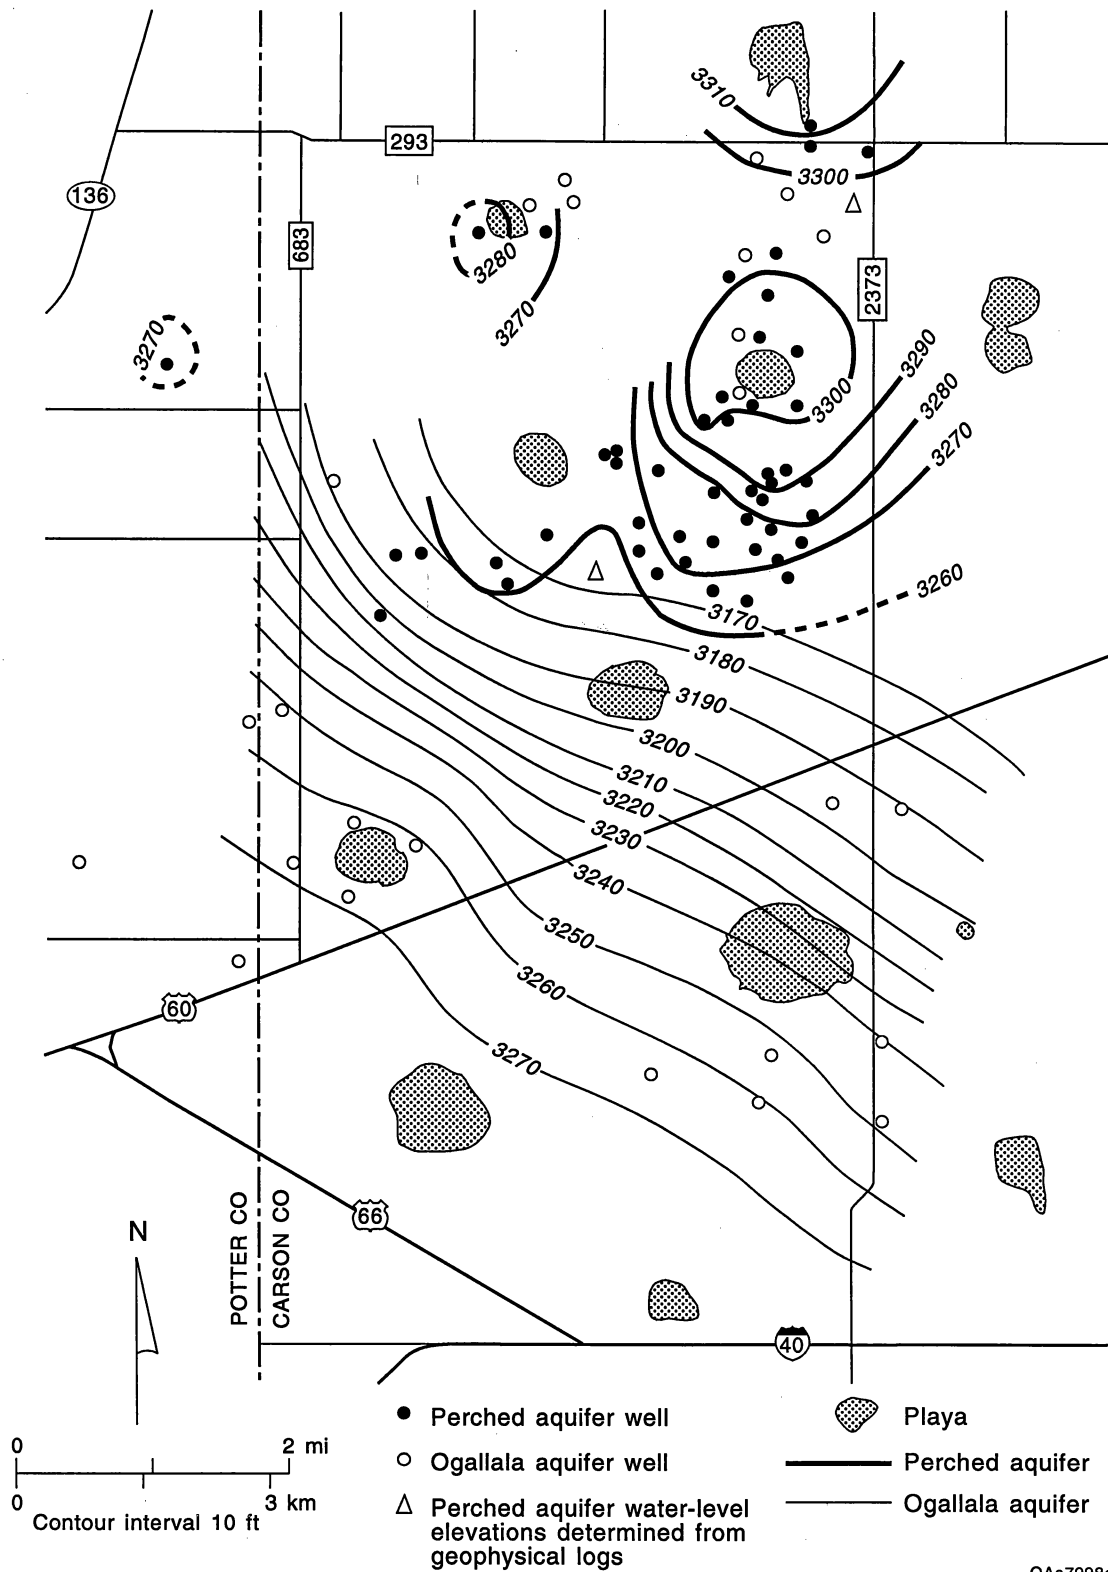 3310
293
136
3300
683
3280
2373
3270
3270
3290
3300
3280
3270
3260
3170
3180
3190
3200
3210
3220
3230
3240
3250
3260
60
3270
POTTER CO
CARSON CO
66
N
40
0 2 mi
0 3 km
Contour interval 10 ft
Perched aquifer well
Ogallala aquifer well
Perched aquifer water-level
elevations determined from
geophysical logs
Playa
Perched aquifer
Ogallala aquifer